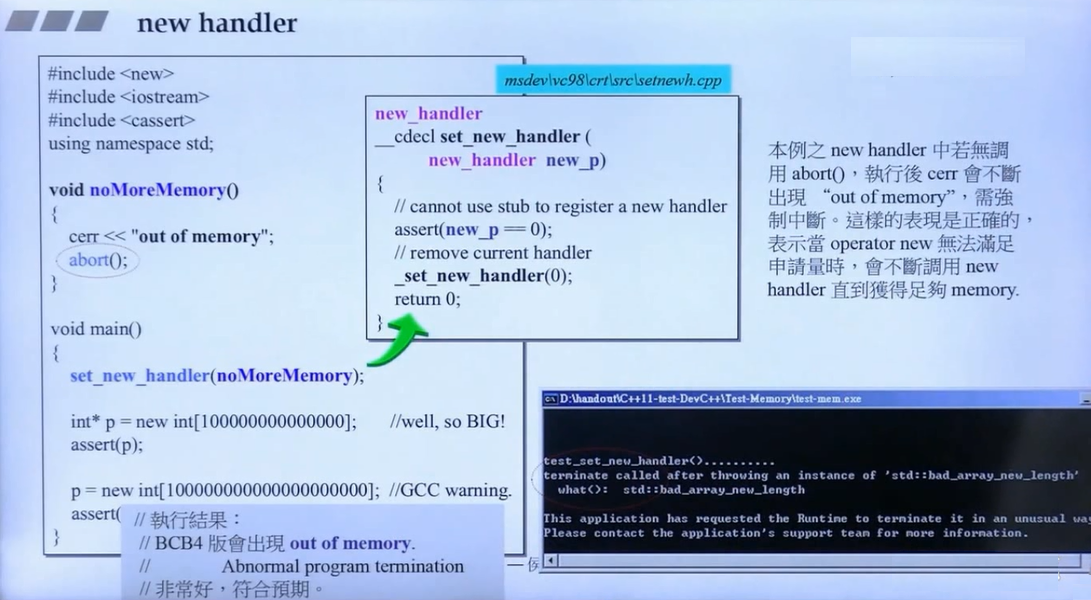 new handler
#include <new>
#include <iostream>
#include <cassert>
using namespace std;
void noMoreMemory()
{
cerr << "out of memory";
abort();
}
void main()
{
set_new_handler(noMoreMemory);
int* p = new int[100000000000000]; //well, so BIG!
assert(p);
p = new int[100000000000000000000]; //GCC warning.
assert(
}
// 執行結果：
// BCB4 版會出現 out of memory.
// Abnormal program termination
// 非常好，符合預期。
msdev\vc98\crt\src\setnewh.cpp
new_handler
__cdecl set_new_handler (
new_handler new_p)
{
// cannot use stub to register a new handler
assert(new_p == 0);
// remove current handler
_set_new_handler(0);
return 0;
}
本例之 new handler 中若無調
用 abort()，執行後 cerr 會不斷
出現 “out of memory”，需強
制中斷。這樣的表現是正確的，
表示當 operator new 無法滿足
申請量時，會不斷調用 new
handler 直到獲得足夠 memory.
D:\handout\C++11-test-DevC++\Test-Memory\test-mem.exe
test_set_new_handler()..........
terminate called after throwing an instance of 'std::bad_array_new_length'
what(): std::bad_array_new_length
This application has requested the Runtime to terminate it in an unusual way
Please contact the application's support team for more information.